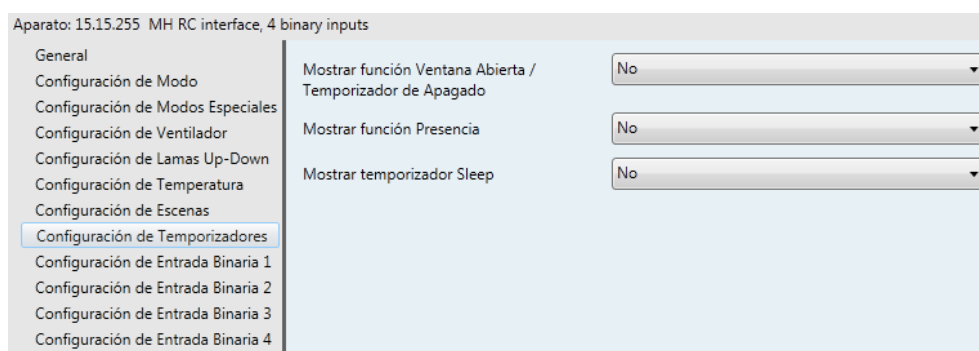 Aparato: 15.15.255 MH RC interface, 4 binary inputs
General
Configuración de Modo
Configuración de Modos Especiales
Configuración de Ventilador
Configuración de Lamas Up-Down
Configuración de Temperatura
Configuración de Escenas
Configuración de Temporizadores
Configuración de Entrada Binaria 1
Configuración de Entrada Binaria 2
Configuración de Entrada Binaria 3
Configuración de Entrada Binaria 4
Mostrar función Ventana Abierta /
Temporizador de Apagado
No
Mostrar función Presencia
No
Mostrar temporizador Sleep
No